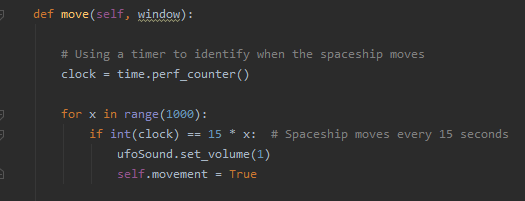 def move(self, window):
# Using a timer to identify when the spaceship moves
clock = time.perf_counter()
for x in range(1000):
if int(clock) == 15 * x:  # Spaceship moves every 15 seconds
ufoSound.set_volume(1)
self.movement = True